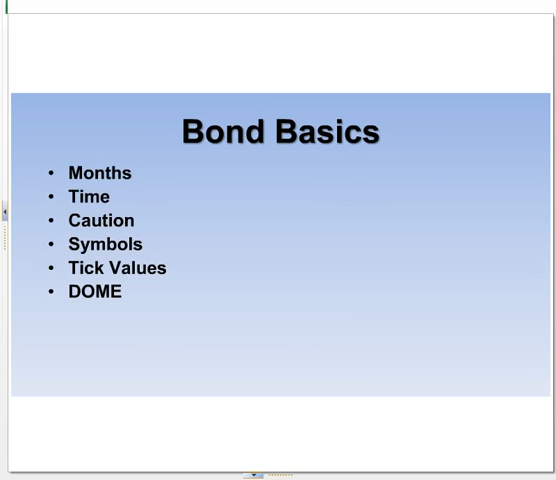 Bond Basics
• Months
• Time
• Caution
• Symbols
• Tick Values
• DOME